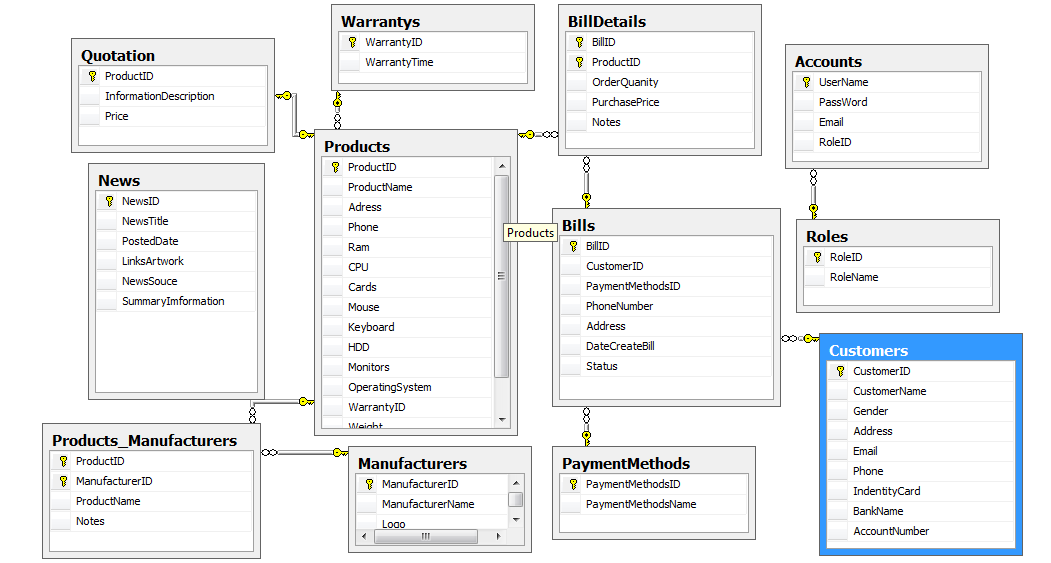 Warrantys
WarrantyID
WarrantyTime
BillDetails
BillID
ProductID
OrderQuanity
PurchasePrice
Notes
Quotation
ProductID
InformationDescription
Price
Accounts
UserName
PassWord
Email
RoleID
Products
ProductID
ProductName
Adress
Phone
Ram
CPU
Cards
Mouse
Keyboard
HDD
Monitors
OperatingSystem
WarrantyID
Weight
Products
News
NewsID
NewsTitle
PostedDate
LinksArtwork
NewsSouce
SummaryImformation
Bills
BillID
CustomerID
PaymentMethodsID
PhoneNumber
Address
DateCreateBill
Status
Roles
RoleID
RoleName
Customers
CustomerID
CustomerName
Gender
Address
Email
Phone
IndentityCard
BankName
AccountNumber
Products_Manufacturers
ProductID
ManufacturerID
ProductName
Notes
Manufacturers
ManufacturerID
ManufacturerName
Logo
PaymentMethods
PaymentMethodsID
PaymentMethodsName